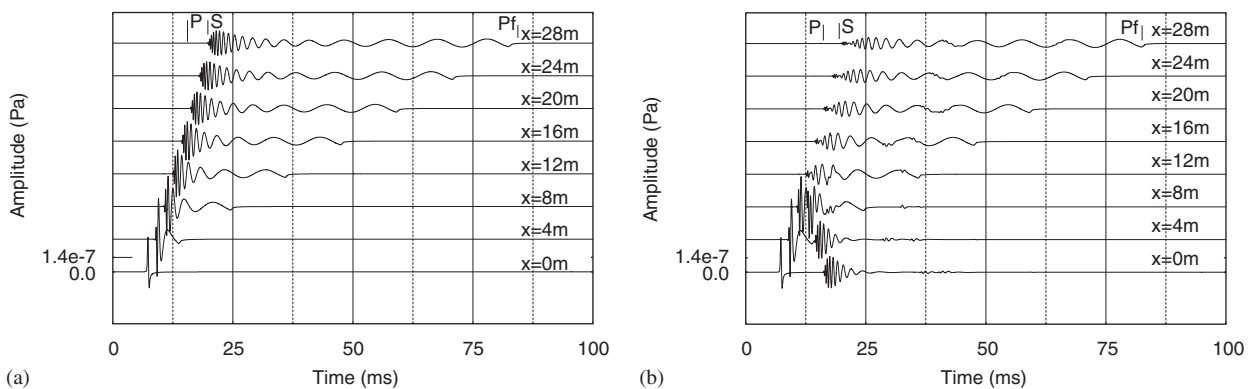 P S Pf x=28m
x=24m
x=20m
x=16m
x=12m
x=8m
x=4m
x=0m
Amplitude (Pa)
1.4e-7
0.0
0 25 50 75 100
Time (ms)
(a)
P S Pf x=28m
x=24m
x=20m
x=16m
x=12m
x=8m
x=4m
x=0m
Amplitude (Pa)
1.4e-7
0.0
0 25 50 75 100
Time (ms)
(b)